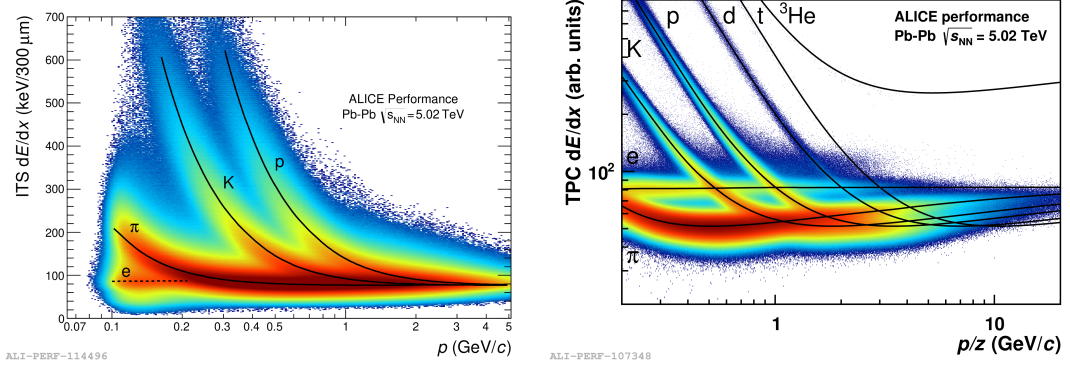 ITS dE/dx (keV/300 μm)
700
600
500
400
300
200
100
0
ALICE Performance
Pb-Pb √sNN = 5.02 TeV
π
e
K
p
0.07 0.1 0.2 0.3 0.4 0.5 1 2 3 4 5
p (GeV/c)
ALI-PERF-114496
TPC dE/dx (arb. units)
10²
K
p
d
t
³He
e
π
ALICE performance
Pb-Pb √sNN = 5.02 TeV
1 10
p/z (GeV/c)
ALI-PERF-107348